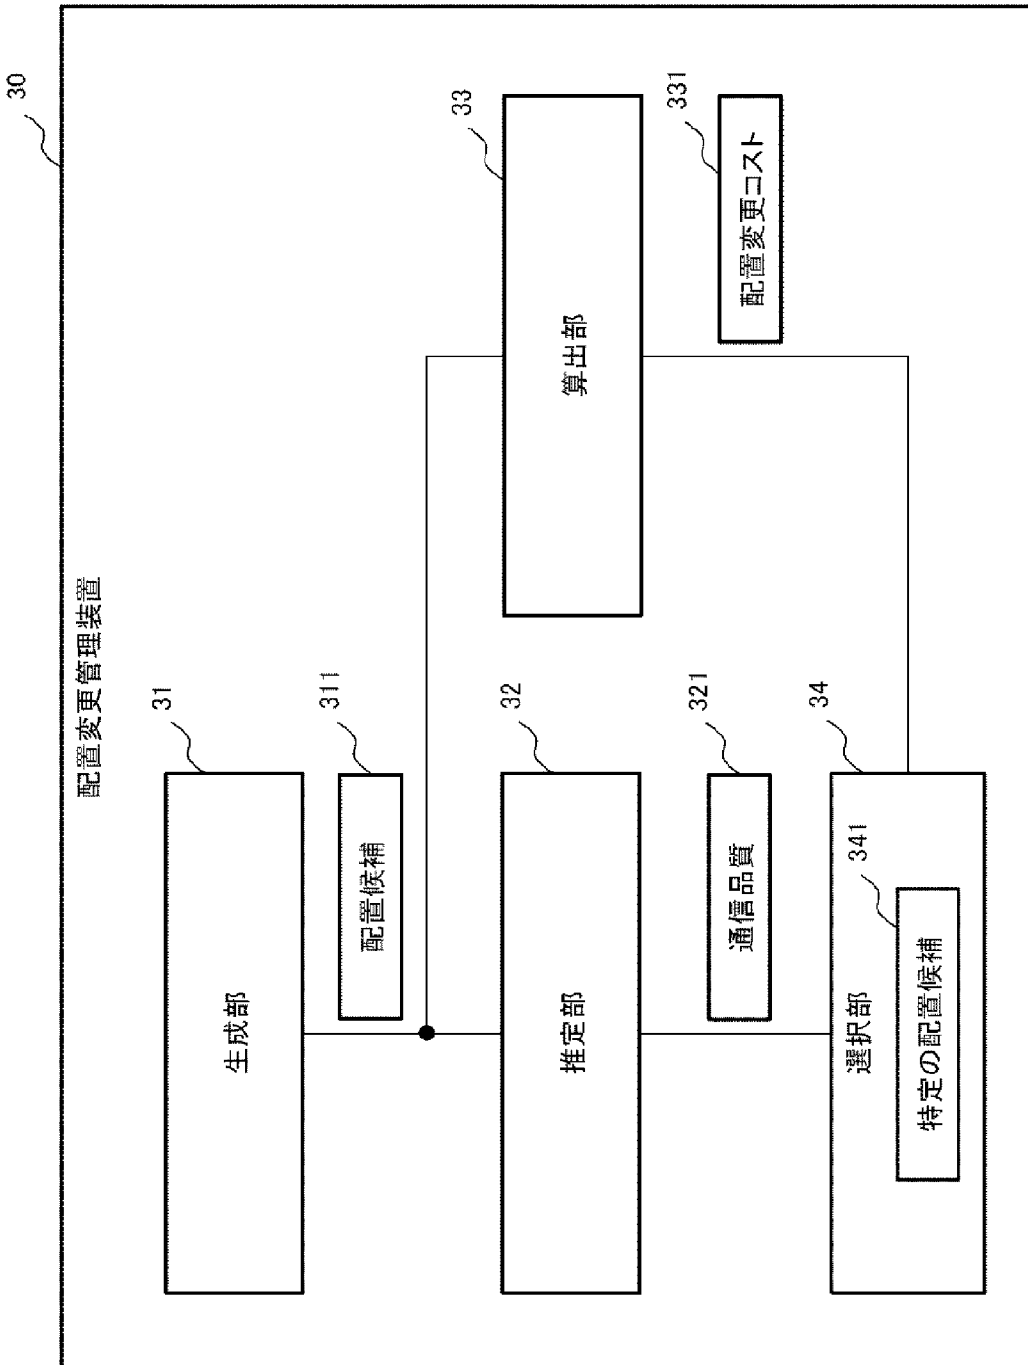 30
配置変更管理装置
31
生成部
311
配置候補
32
推定部
33
算出部
321
通信品質
331
配置変更コスト
34
選択部
341
特定の配置候補